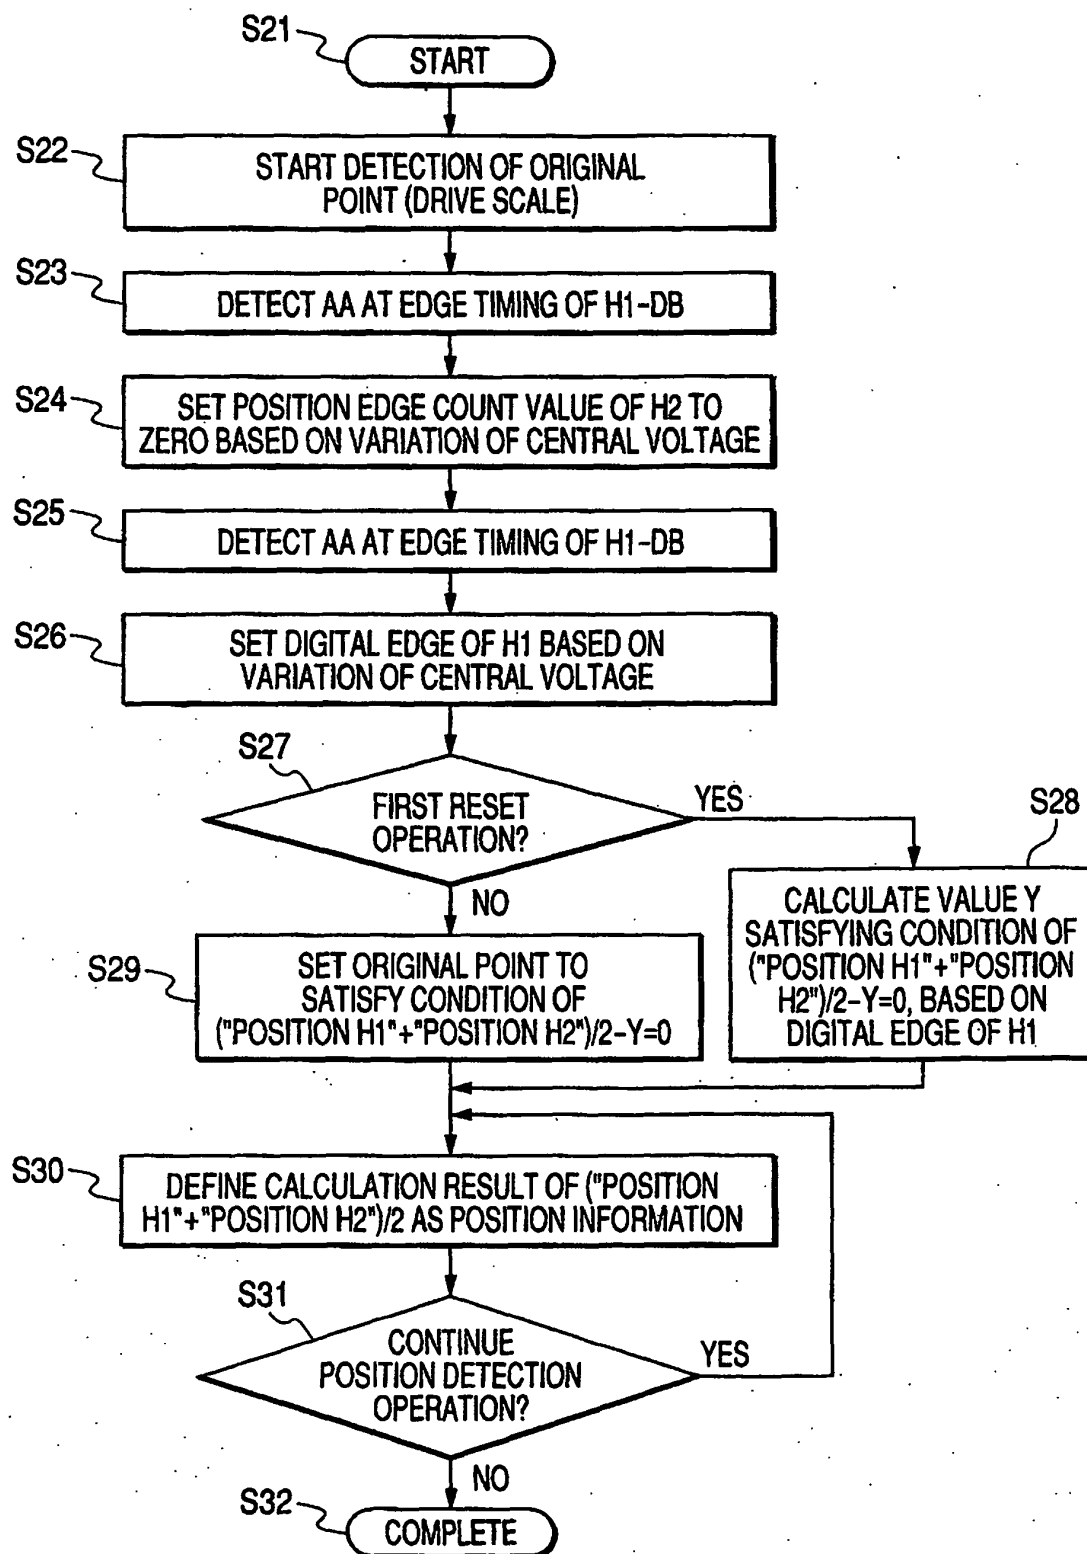 S21
START
S22
START DETECTION OF ORIGINAL
POINT (DRIVE SCALE)
S23
DETECT AA AT EDGE TIMING OF H1-DB
S24
SET POSITION EDGE COUNT VALUE OF H2 TO
ZERO BASED ON VARIATION OF CENTRAL VOLTAGE
S25
DETECT AA AT EDGE TIMING OF H1-DB
S26
SET DIGITAL EDGE OF H1 BASED ON
VARIATION OF CENTRAL VOLTAGE
S27
FIRST RESET
OPERATION?
YES
NO
S28
CALCULATE VALUE Y
SATISFYING CONDITION OF
("POSITION H1"+"POSITION
H2")/2-Y=0, BASED ON
DIGITAL EDGE OF H1
S29
SET ORIGINAL POINT TO
SATISFY CONDITION OF
("POSITION H1"+"POSITION H2")/2-Y=0
S30
DEFINE CALCULATION RESULT OF ("POSITION
H1"+"POSITION H2")/2 AS POSITION INFORMATION
S31
CONTINUE
POSITION DETECTION
OPERATION?
YES
NO
S32
COMPLETE